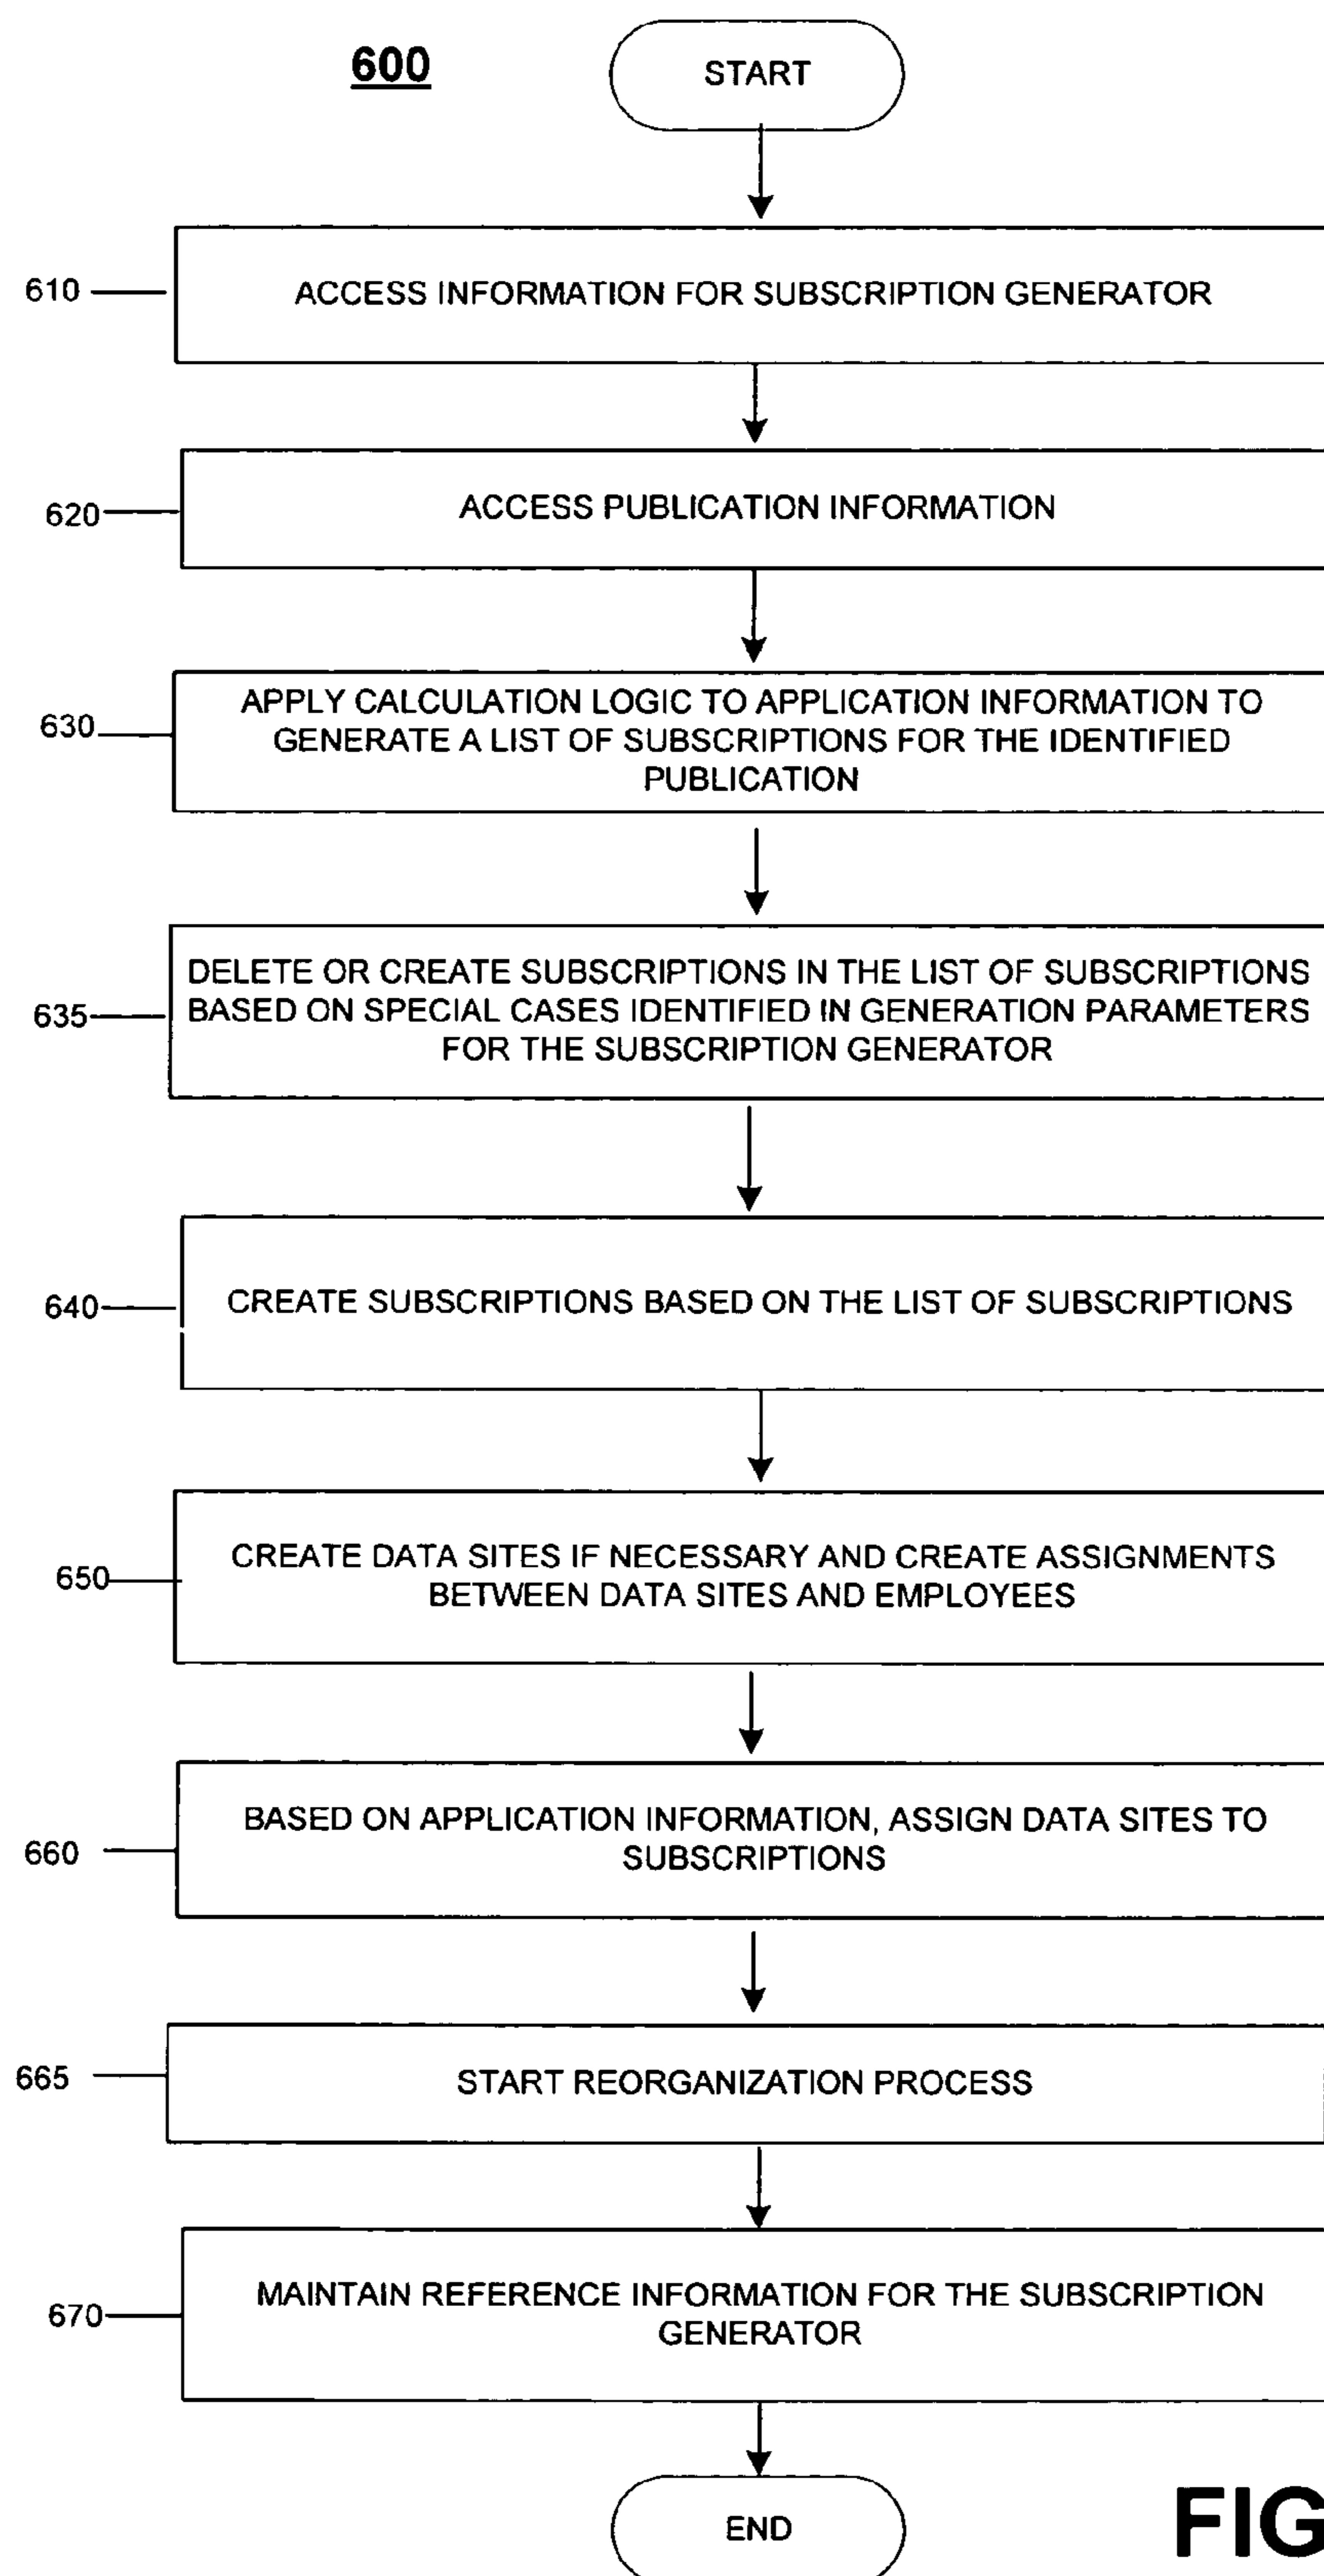 600
START
610
ACCESS INFORMATION FOR SUBSCRIPTION GENERATOR
620
ACCESS PUBLICATION INFORMATION
630
APPLY CALCULATION LOGIC TO APPLICATION INFORMATION TO
GENERATE A LIST OF SUBSCRIPTIONS FOR THE IDENTIFIED
PUBLICATION
635
DELETE OR CREATE SUBSCRIPTIONS IN THE LIST OF SUBSCRIPTIONS
BASED ON SPECIAL CASES IDENTIFIED IN GENERATION PARAMETERS
FOR THE SUBSCRIPTION GENERATOR
640
CREATE SUBSCRIPTIONS BASED ON THE LIST OF SUBSCRIPTIONS
650
CREATE DATA SITES IF NECESSARY AND CREATE ASSIGNMENTS
BETWEEN DATA SITES AND EMPLOYEES
660
BASED ON APPLICATION INFORMATION, ASSIGN DATA SITES TO
SUBSCRIPTIONS
665
START REORGANIZATION PROCESS
670
MAINTAIN REFERENCE INFORMATION FOR THE SUBSCRIPTION
GENERATOR
END
FIG